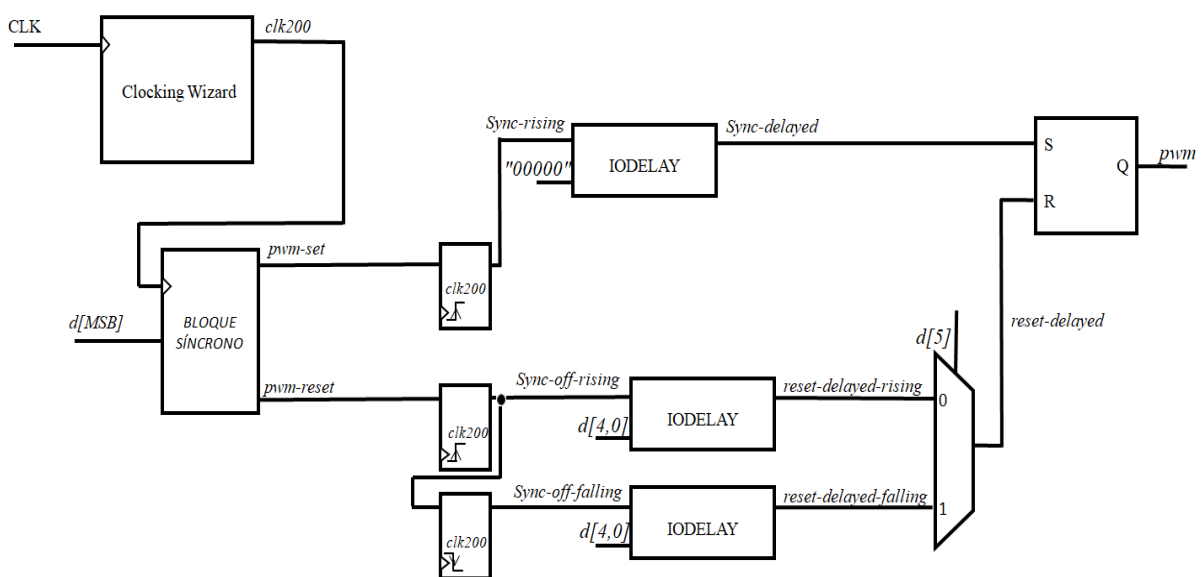 CLK
clk200
Clocking Wizard
Sync-rising
Sync-delayed
"00000"
IODELAY
S
Q
pwm
R
pwm-set
clk200
d[MSB]
BLOQUE
SÍNCRONO
reset-delayed
d[5]
pwm-reset
Sync-off-rising
reset-delayed-rising
0
clk200
d[4,0]
IODELAY
Sync-off-falling
reset-delayed-falling
1
clk200
d[4,0]
IODELAY